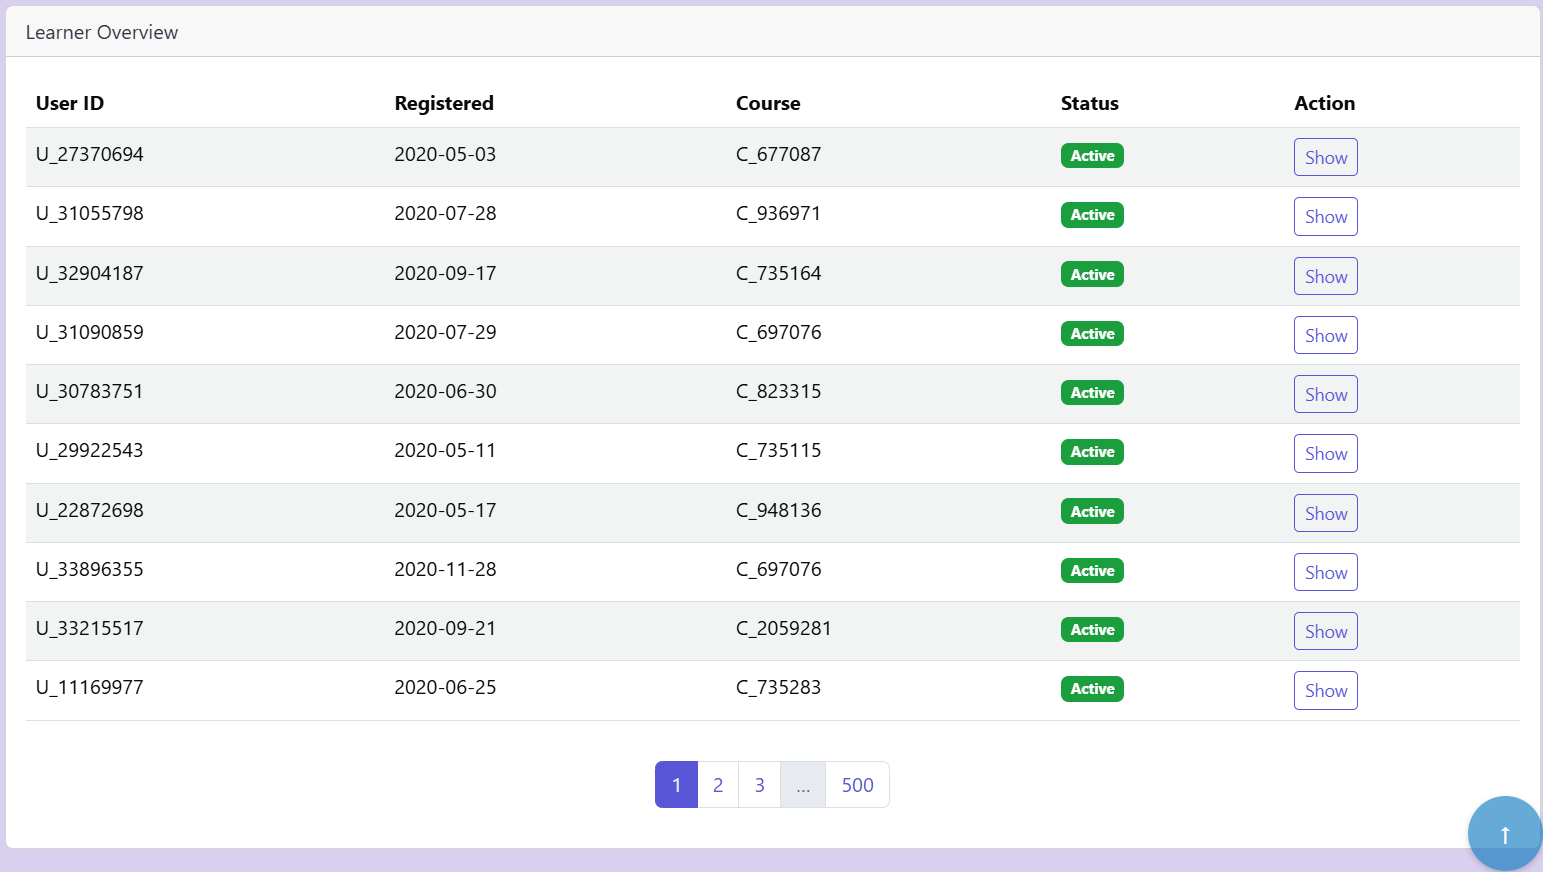 Learner Overview
User ID Registered Course Status Action
U_27370694 2020-05-03 C_677087 Active Show
U_31055798 2020-07-28 C_936971 Active Show
U_32904187 2020-09-17 C_735164 Active Show
U_31090859 2020-07-29 C_697076 Active Show
U_30783751 2020-06-30 C_823315 Active Show
U_29922543 2020-05-11 C_735115 Active Show
U_22872698 2020-05-17 C_948136 Active Show
U_33896355 2020-11-28 C_697076 Active Show
U_33215517 2020-09-21 C_2059281 Active Show
U_11169977 2020-06-25 C_735283 Active Show
1 2 3 ... 500
↑